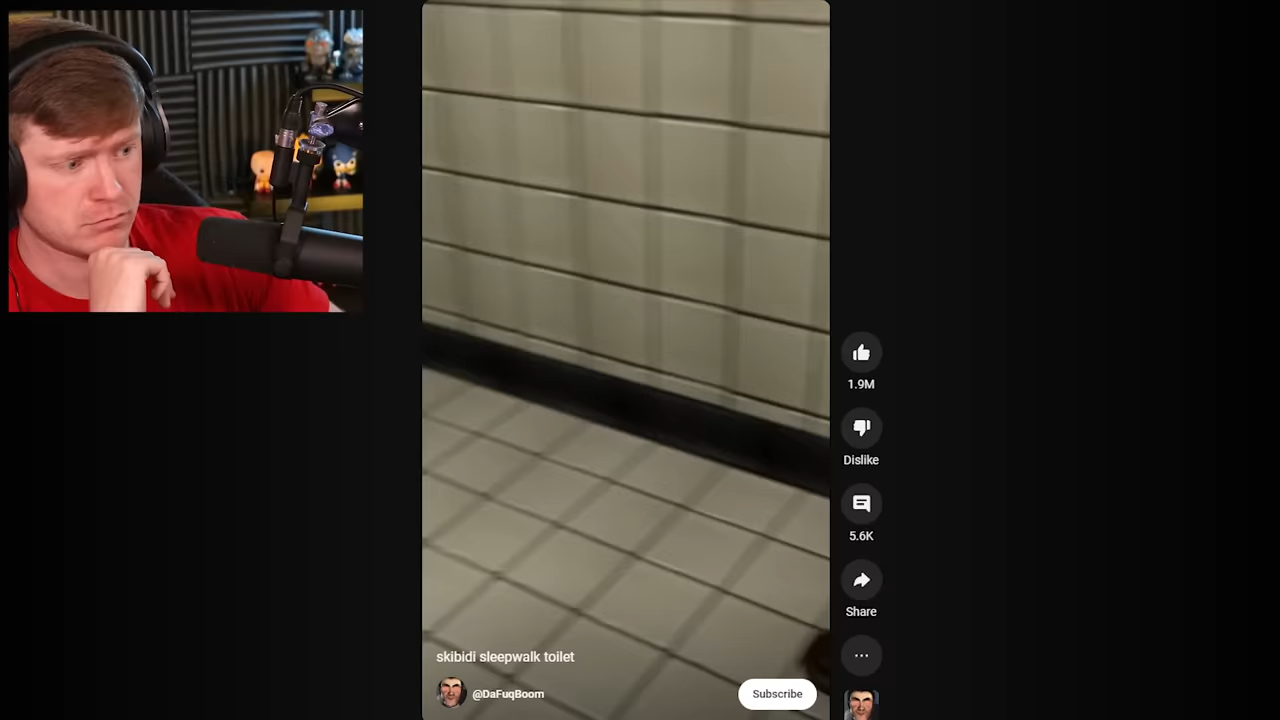 1.9M
Dislike
5.6K
Share
skibidi sleepwalk toilet
@DaFuqBoom
Subscribe